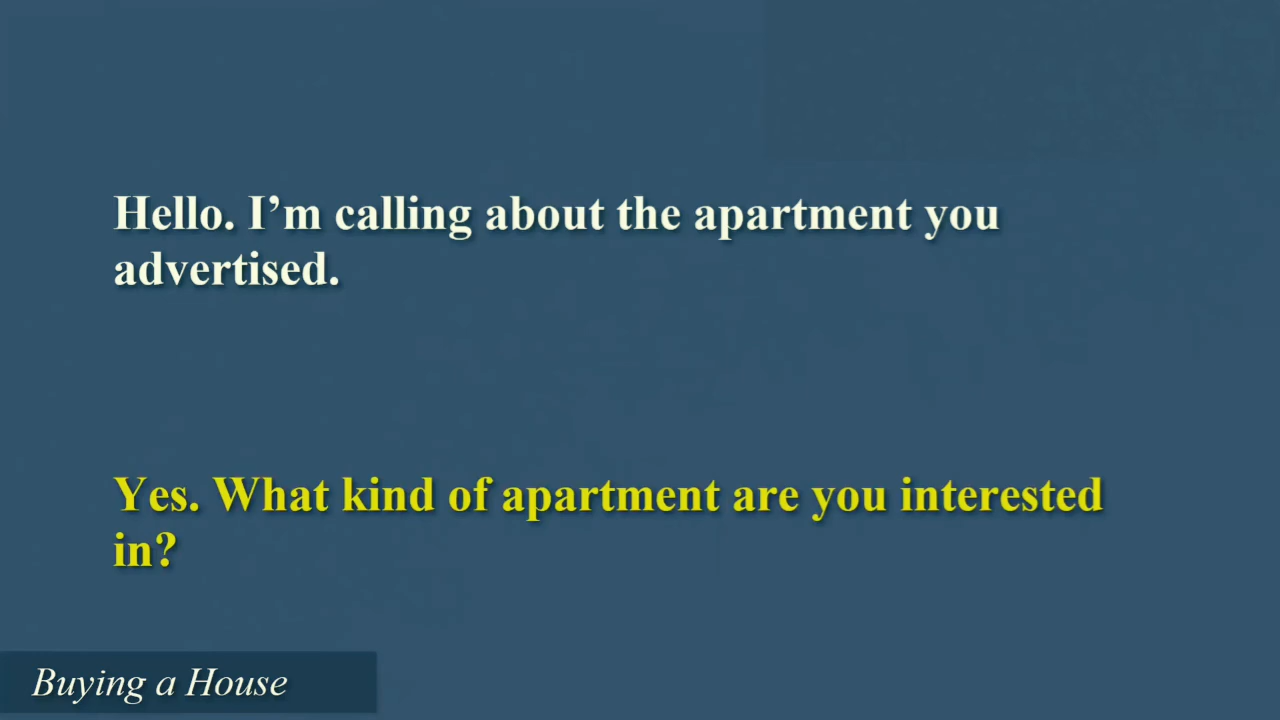 Hello. I’m calling about the apartment you
advertised.
Yes. What kind of apartment are you interested
in?
Buying a House